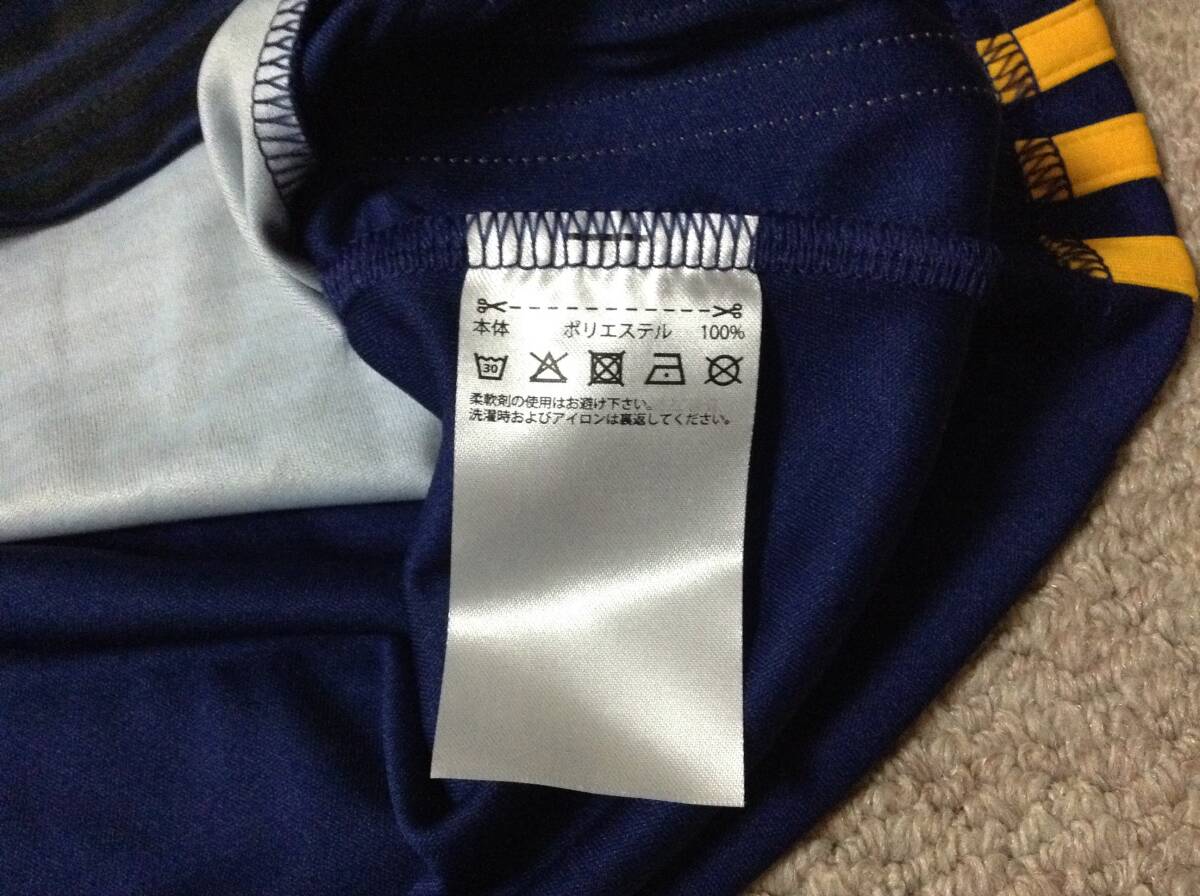 本体 ポリエステル 100%
30
柔軟剤の使用はお避け下さい。
洗濯時およびアイロンは裏返してください。